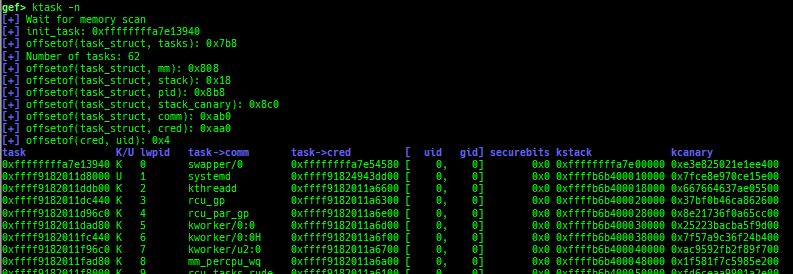 gef> ktask -n
[+] Wait for memory scan
[+] init_task: 0xffffffffa7e13940
[+] offsetof(task_struct, tasks): 0x7b8
[+] Number of tasks: 62
[+] offsetof(task_struct, mm): 0x808
[+] offsetof(task_struct, stack): 0x18
[+] offsetof(task_struct, pid): 0x8b8
[+] offsetof(task_struct, stack_canary): 0x8c0
[+] offsetof(task_struct, comm): 0xab0
[+] offsetof(task_struct, cred): 0xaa0
[+] offsetof(cred, uid): 0x4
task K/U lwpid task->comm task->cred [ uid, gid] securebits kstack kcanary
0xffffffffa7e13940 K 0 swapper/0 0xffffffffa7e54580 [ 0, 0] 0x0 0xffffffffa7e00000 0xe3e825021e1ee400
0xffff9182011d8000 U 1 systemd 0xffff91824943dd00 [ 0, 0] 0x0 0xffffb6b400010000 0x7fce8e970ce15e00
0xffff9182011ddb00 K 2 kthreadd 0xffff9182011a6600 [ 0, 0] 0x0 0xffffb6b400018000 0x667664637ae05500
0xffff9182011dc440 K 3 rcu_gp 0xffff9182011a6300 [ 0, 0] 0x0 0xffffb6b400020000 0x37bf0b46ca862600
0xffff9182011d96c0 K 4 rcu_par_gp 0xffff9182011a6e00 [ 0, 0] 0x0 0xffffb6b400028000 0x8e21736f0a65cc00
0xffff9182011dad80 K 5 kworker/0:0 0xffff9182011a6d00 [ 0, 0] 0x0 0xffffb6b400030000 0x25223bacba5f9d00
0xffff9182011fc440 K 6 kworker/0:0H 0xffff9182011a6f00 [ 0, 0] 0x0 0xffffb6b400038000 0x7f57a9c36f24b400
0xffff9182011f96c0 K 7 kworker/u2:0 0xffff9182011a6700 [ 0, 0] 0x0 0xffffb6b400040000 0xac9592fb2f89f700
0xffff9182011fad80 K 8 mm_percpu_wq 0xffff9182011a6a00 [ 0, 0] 0x0 0xffffb6b400048000 0x1f581f7c5985e200
0xffff9182011f8000 K 9 rcu_tasks_rude 0xffff9182011a6100 [ 0, 0] 0x0 0xffffb6b400050000 0xfd6ceaa9901a2e00